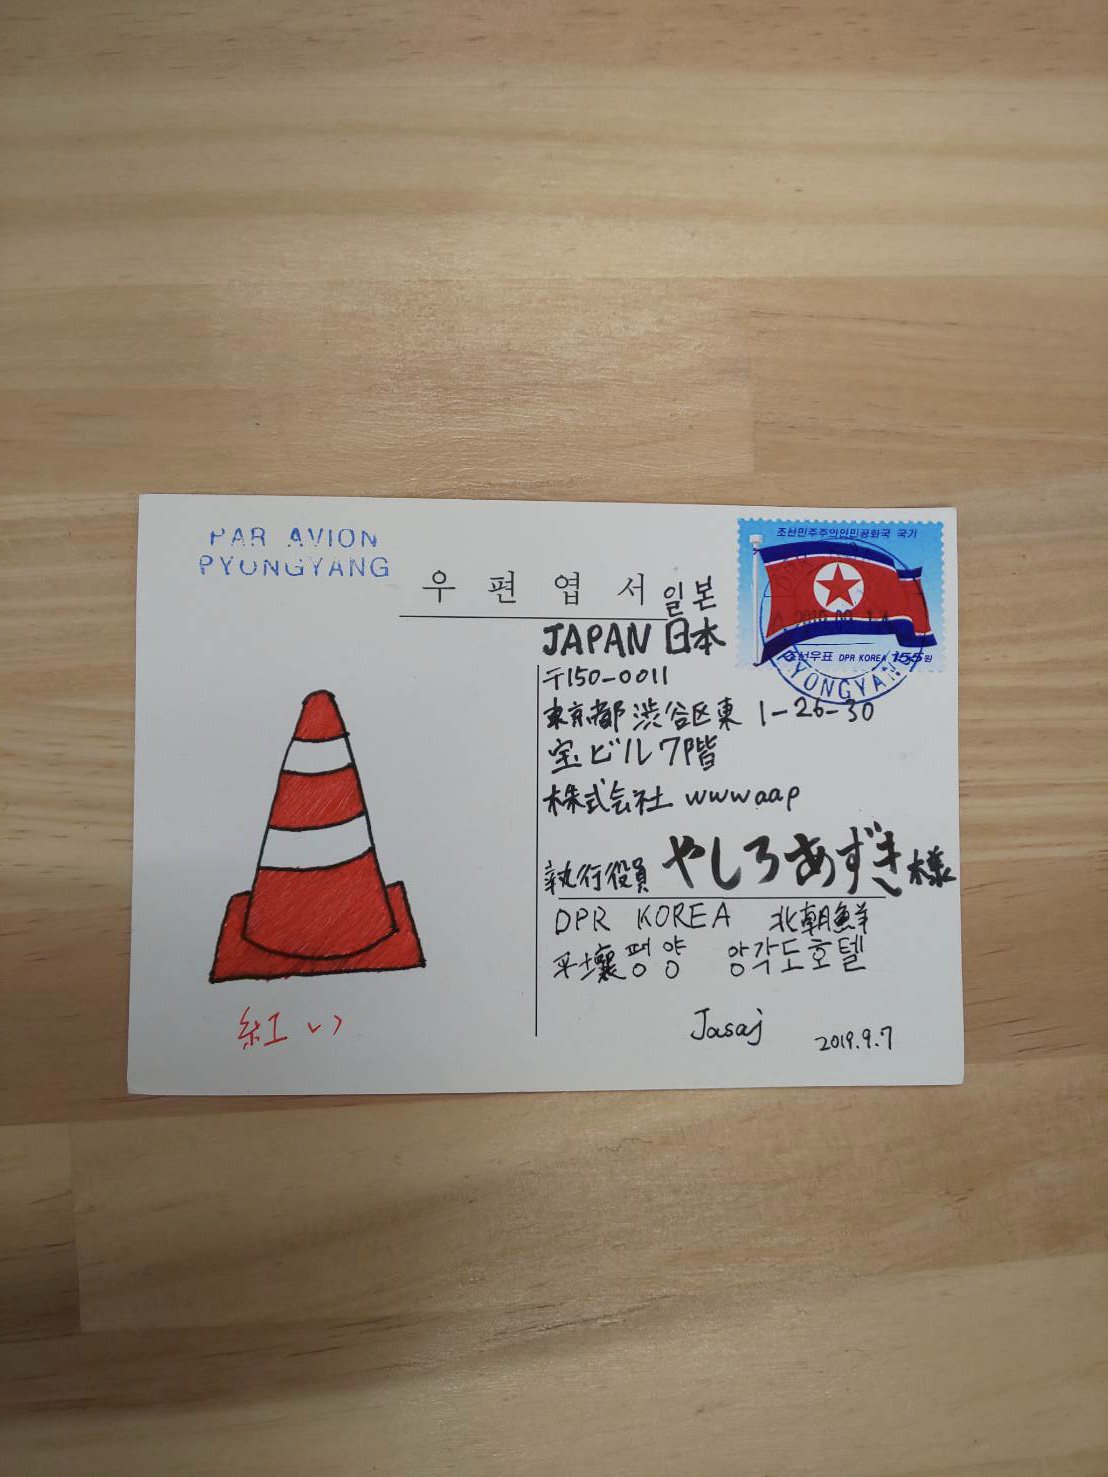 PAR AVION
PYONGYANG
우편엽서
조선민주주의인민공화국 국기
조선우표 DPR KOREA 155원
PYONGYANG
일본
JAPAN 日本
〒150-0011
東京都渋谷区東 1-26-30
宝ビル7階
株式会社 wwwaap
執行役員 やしろあずき様
DPR KOREA 北朝鮮
平壌 평양 양각도호텔
Jasaj 2019.9.7
紅い